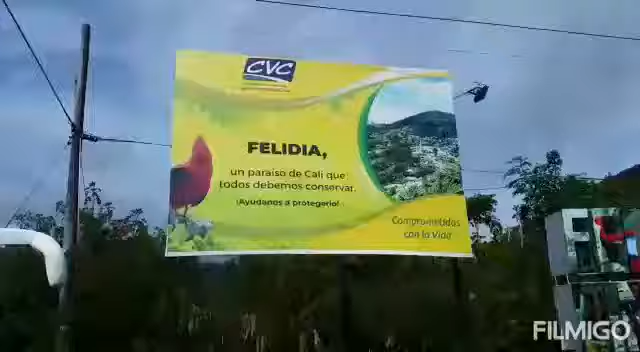 CVC
FELIDIA,
un paraíso de Cali que
todos debemos conservar.
¡Ayúdanos a protegerlo!
Comprometidos
con la Vida
FILMIGO